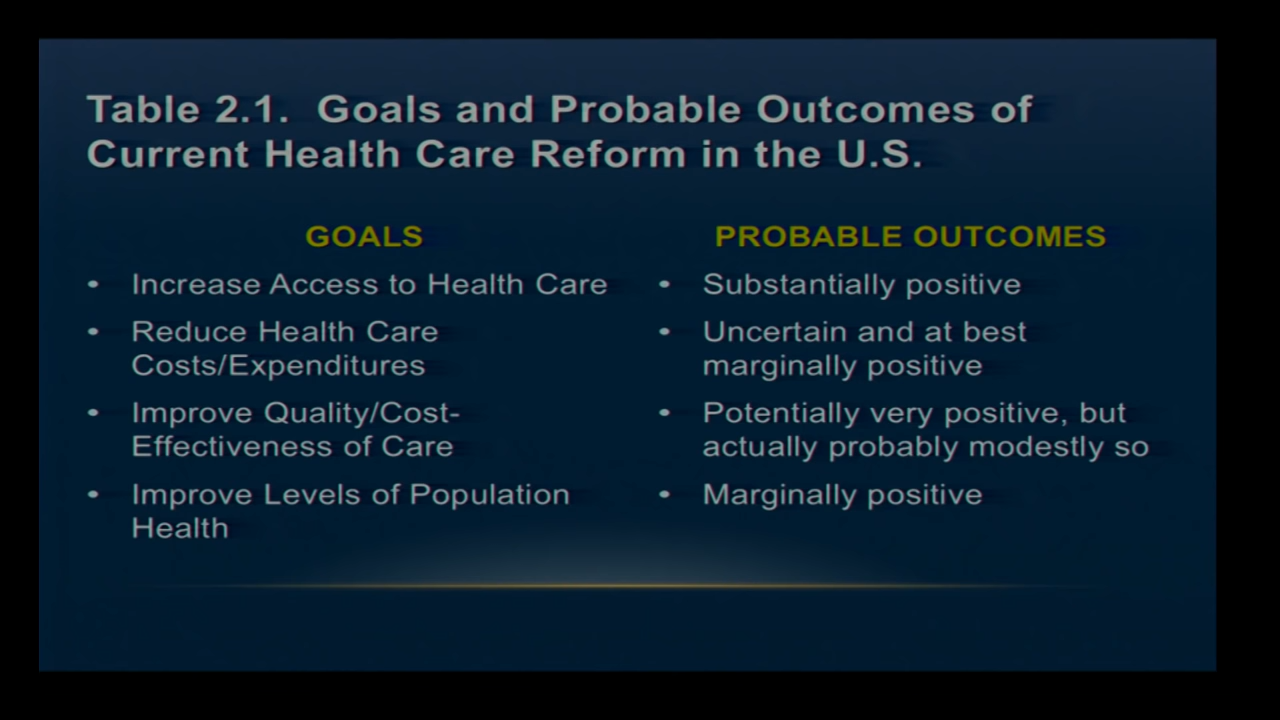 Table 2.1. Goals and Probable Outcomes of
Current Health Care Reform in the U.S.
GOALS
• Increase Access to Health Care
• Reduce Health Care
Costs/Expenditures
• Improve Quality/Cost-
Effectiveness of Care
• Improve Levels of Population
Health
PROBABLE OUTCOMES
• Substantially positive
• Uncertain and at best
marginally positive
• Potentially very positive, but
actually probably modestly so
• Marginally positive